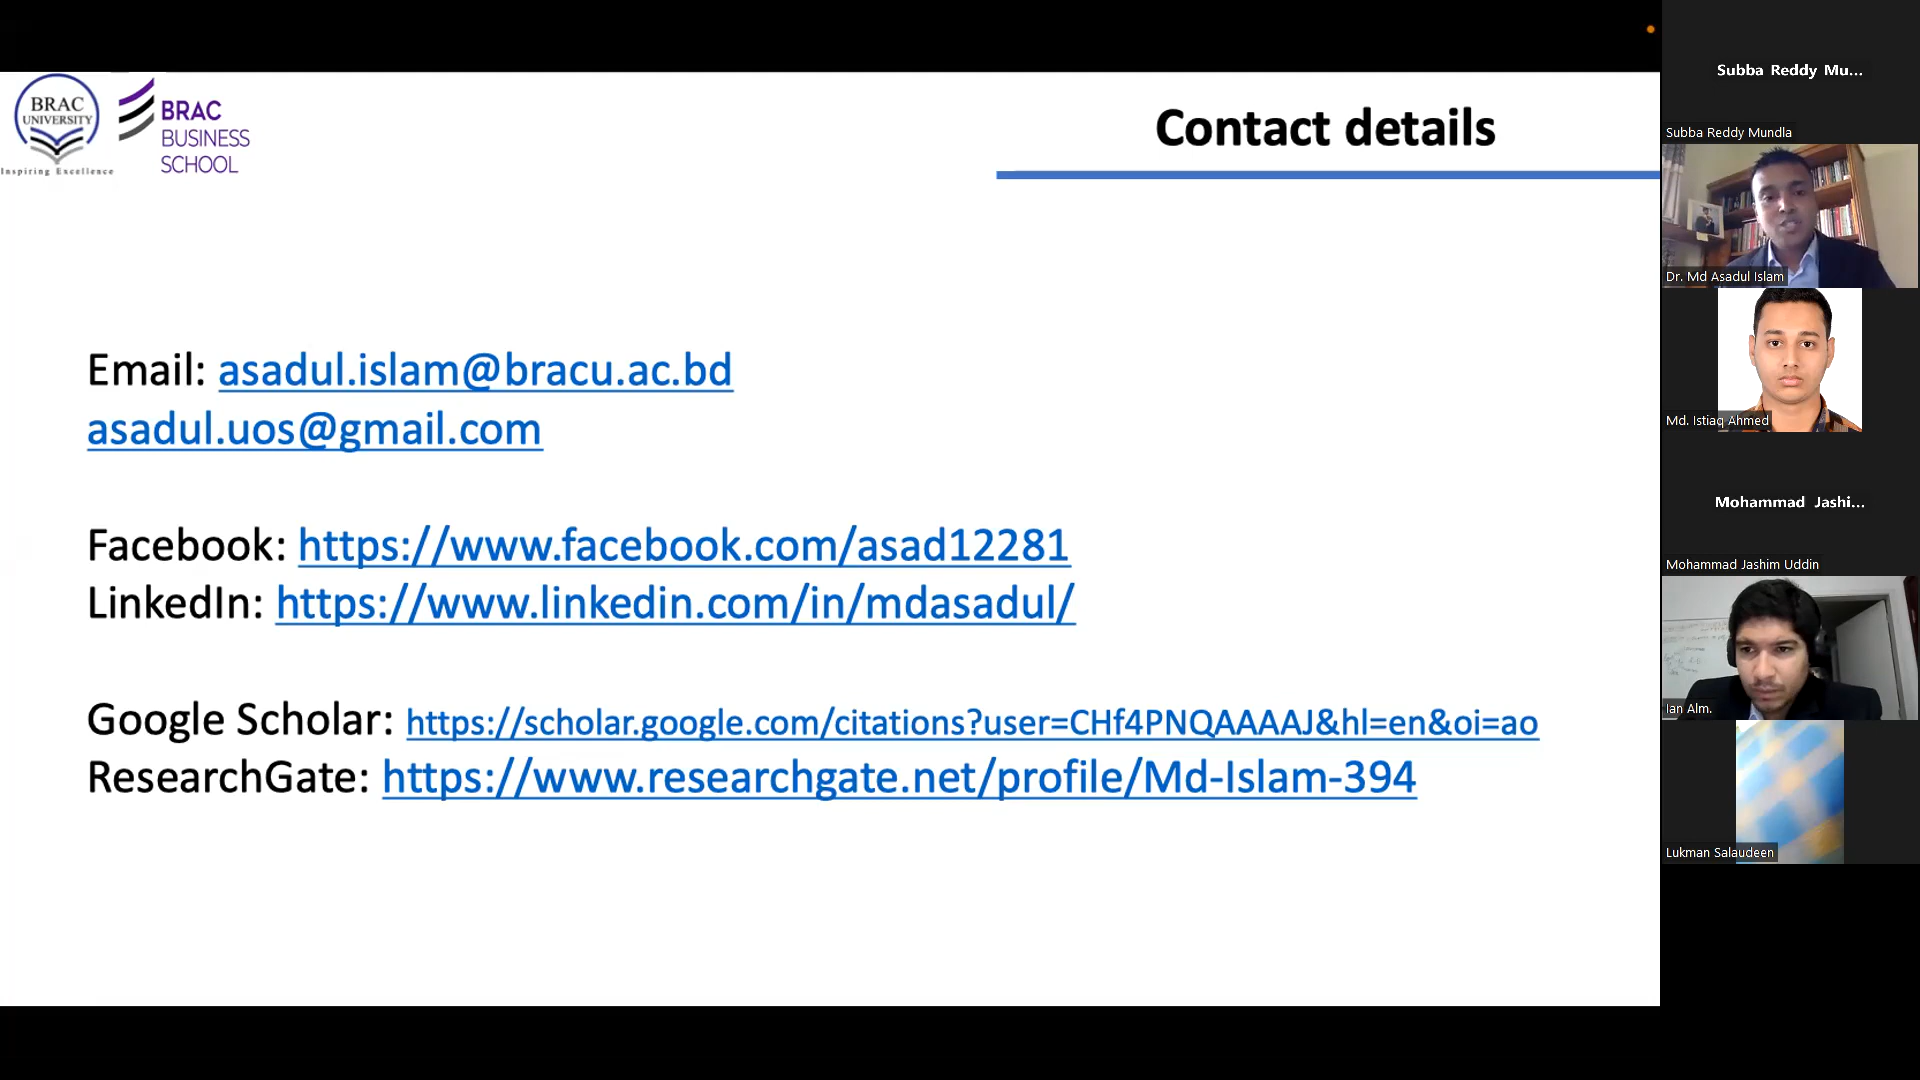 BRAC
UNIVERSITY
Inspiring Excellence
BRAC
BUSINESS
SCHOOL
Contact details
Email: asadul.islam@bracu.ac.bd
asadul.uos@gmail.com
Facebook: https://www.facebook.com/asad12281
LinkedIn: https://www.linkedin.com/in/mdasadul/
Google Scholar: https://scholar.google.com/citations?user=CHf4PNQAAAAJ&hl=en&oi=ao
ResearchGate: https://www.researchgate.net/profile/Md-Islam-394
Subba Reddy Mu...
Subba Reddy Mundla
Dr. Md Asadul Islam
Md. Istiaq Ahmed
Mohammad Jashi...
Mohammad Jashim Uddin
Ian Alm.
Lukman Salaudeen